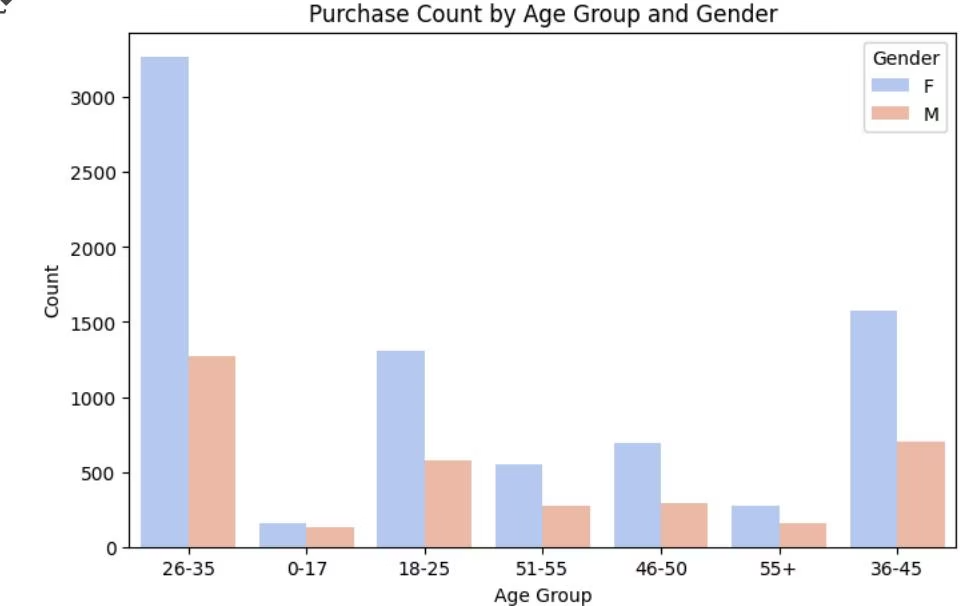 Purchase Count by Age Group and Gender
Gender
F
M
3000
2500
2000
1500
1000
500
0
Count
26-35
0-17
18-25
51-55
46-50
55+
36-45
Age Group